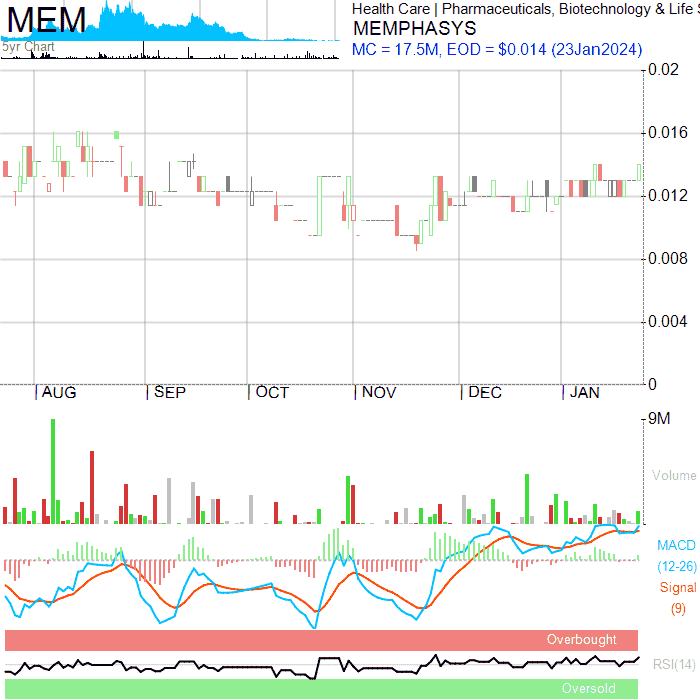 MEM
5yr Chart
Health Care | Pharmaceuticals, Biotechnology & Life S
MEMPHASYS
MC = 17.5M, EOD = $0.014 (23Jan2024)
0.02
0.016
0.012
0.008
0.004
0
AUG SEP OCT NOV DEC JAN
9M
Volume
MACD
(12-26)
Signal
(9)
Overbought
RSI(14)
Oversold